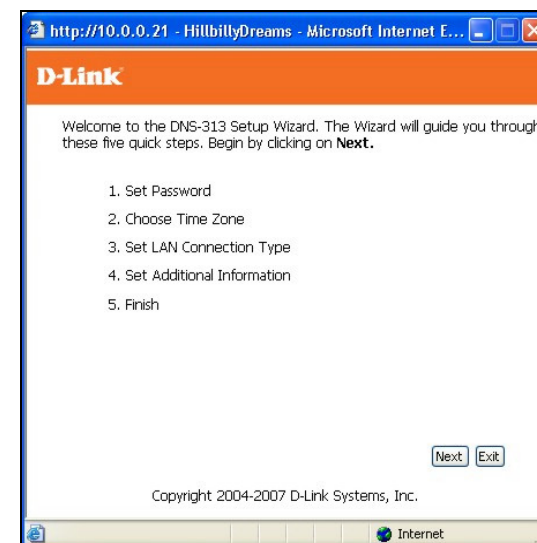 http://10.0.0.21 - HillbillyDreams - Microsoft Internet E...
D-Link
Welcome to the DNS-313 Setup Wizard. The Wizard will guide you through
these five quick steps. Begin by clicking on Next.
1. Set Password
2. Choose Time Zone
3. Set LAN Connection Type
4. Set Additional Information
5. Finish
Next Exit
Copyright 2004-2007 D-Link Systems, Inc.
Internet